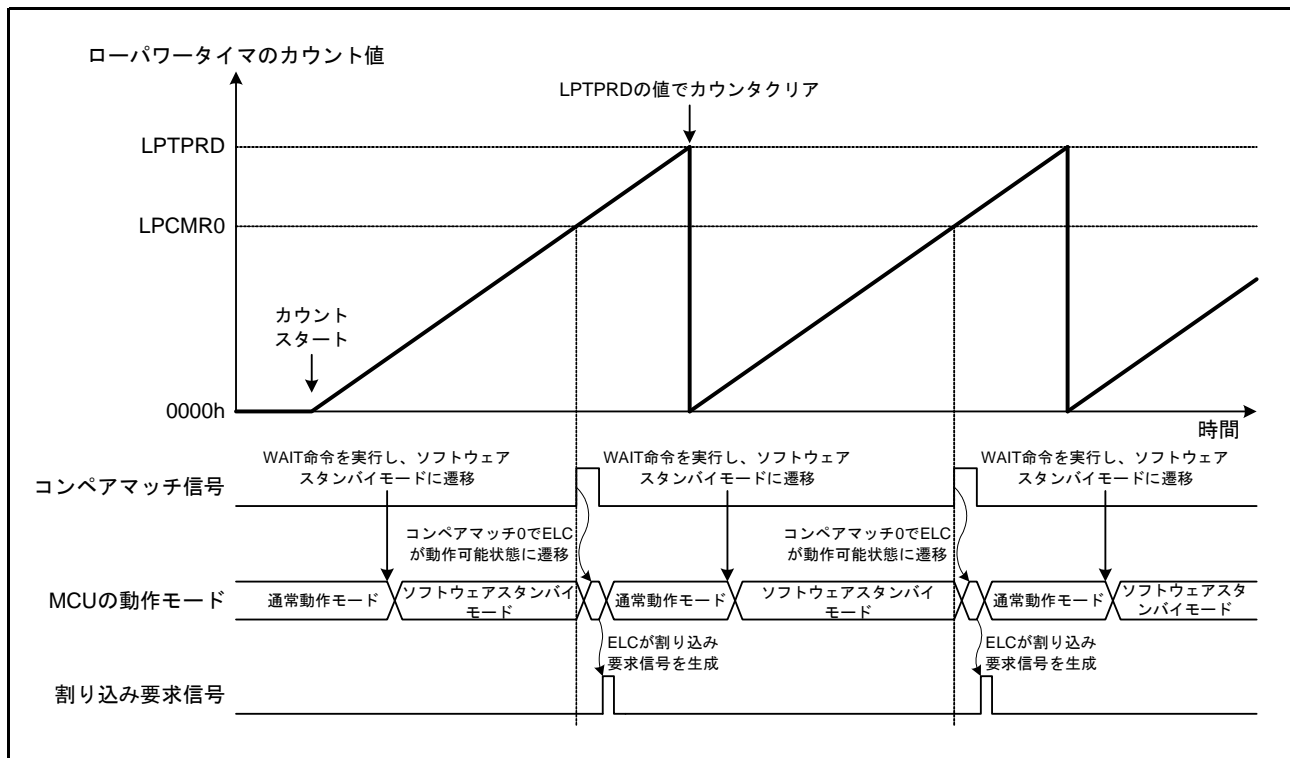 ローパワータイマのカウント値
LPTPRDの値でカウンタクリア
LPTPRD
LPCMR0
カウント
スタート
0000h
時間
WAIT命令を実行し、ソフトウェア
スタンバイモードに遷移
WAIT命令を実行し、ソフトウェア
スタンバイモードに遷移
WAIT命令を実行し、ソフトウェア
スタンバイモードに遷移
コンペアマッチ信号
コンペアマッチ0でELC
が動作可能状態に遷移
コンペアマッチ0でELC
が動作可能状態に遷移
MCUの動作モード
通常動作モード
ソフトウェアスタンバイ
モード
通常動作モード
ソフトウェアスタンバイ
モード
通常動作モード
ソフトウェアスタ
ンバイモード
ELCが割り込み
要求信号を生成
ELCが割り込み
要求信号を生成
割り込み要求信号